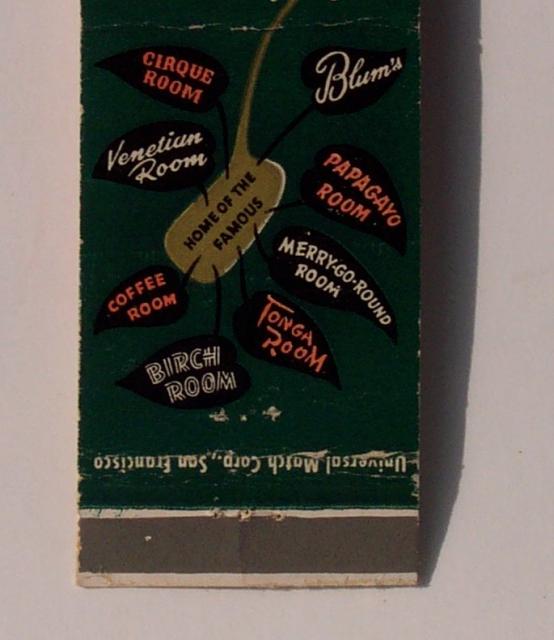 CIRQUE
ROOM
Blum's
Venetian
Room
PAPAGAYO
ROOM
HOME OF THE
FAMOUS
MERRY-GO-ROUND
ROOM
COFFEE
ROOM
TONGA
ROOM
BIRCH
ROOM
Universal Match Corp., San Francisco